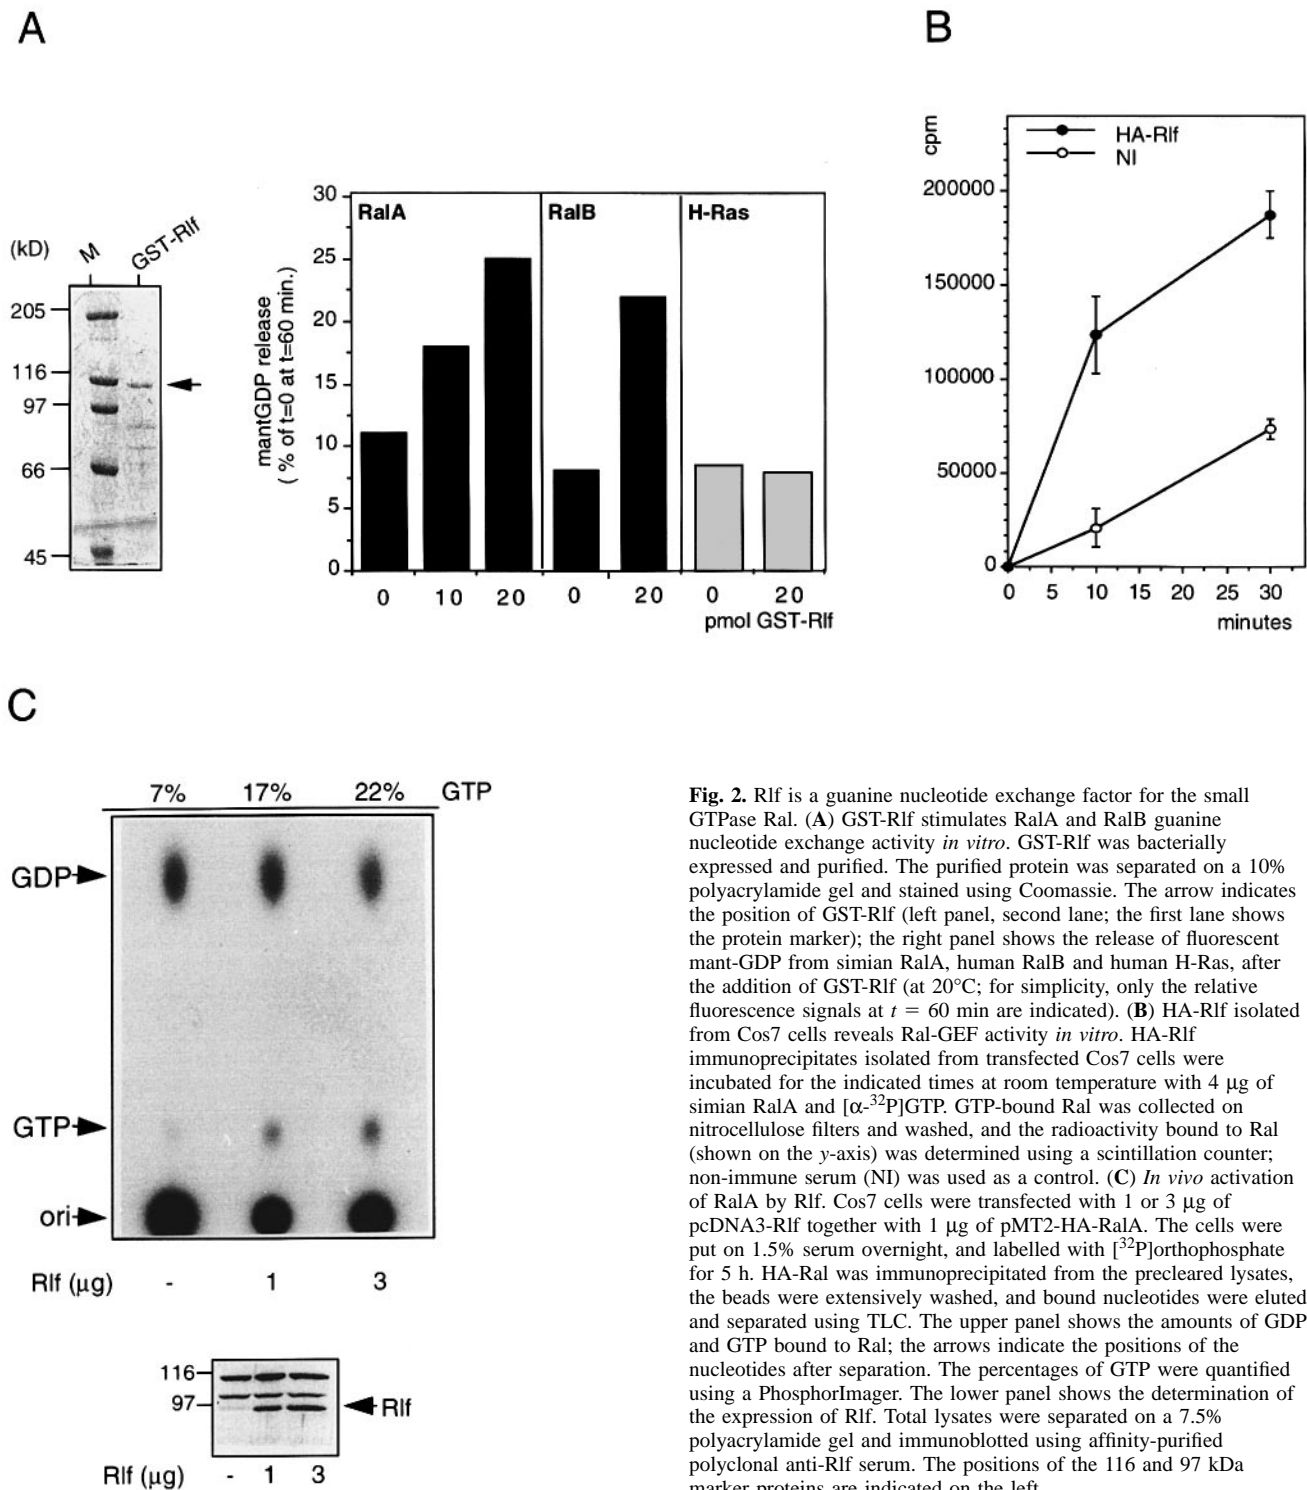 A
B
(kD)
M
GST-Rlf
205
116
97
66
45
mantGDP release
( % of t=0 at t=60 min.)
30
25
20
15
10
5
0
RalA
RalB
H-Ras
0
10
20
0
20
0
20
pmol GST-Rlf
cpm
HA-Rlf
NI
200000
150000
100000
50000
0
0 5 10 15 20 25 30
minutes
C
7% 17% 22% GTP
GDP
GTP
ori
Rlf (μg) - 1 3
116
97
Rlf
Rlf (μg) - 1 3
Fig. 2. Rlf is a guanine nucleotide exchange factor for the small
GTPase Ral. (A) GST-Rlf stimulates RalA and RalB guanine
nucleotide exchange activity in vitro. GST-Rlf was bacterially
expressed and purified. The purified protein was separated on a 10%
polyacrylamide gel and stained using Coomassie. The arrow indicates
the position of GST-Rlf (left panel, second lane; the first lane shows
the protein marker); the right panel shows the release of fluorescent
mant-GDP from simian RalA, human RalB and human H-Ras, after
the addition of GST-Rlf (at 20°C; for simplicity, only the relative
fluorescence signals at t = 60 min are indicated). (B) HA-Rlf isolated
from Cos7 cells reveals Ral-GEF activity in vitro. HA-Rlf
immunoprecipitates isolated from transfected Cos7 cells were
incubated for the indicated times at room temperature with 4 μg of
simian RalA and [α-³²P]GTP. GTP-bound Ral was collected on
nitrocellulose filters and washed, and the radioactivity bound to Ral
(shown on the y-axis) was determined using a scintillation counter;
non-immune serum (NI) was used as a control. (C) In vivo activation
of RalA by Rlf. Cos7 cells were transfected with 1 or 3 μg of
pcDNA3-Rlf together with 1 μg of pMT2-HA-RalA. The cells were
put on 1.5% serum overnight, and labelled with [³²P]orthophosphate
for 5 h. HA-Ral was immunoprecipitated from the precleared lysates,
the beads were extensively washed, and bound nucleotides were eluted
and separated using TLC. The upper panel shows the amounts of GDP
and GTP bound to Ral; the arrows indicate the positions of the
nucleotides after separation. The percentages of GTP were quantified
using a PhosphorImager. The lower panel shows the determination of
the expression of Rlf. Total lysates were separated on a 7.5%
polyacrylamide gel and immunoblotted using affinity-purified
polyclonal anti-Rlf serum. The positions of the 116 and 97 kDa
marker proteins are indicated on the left.